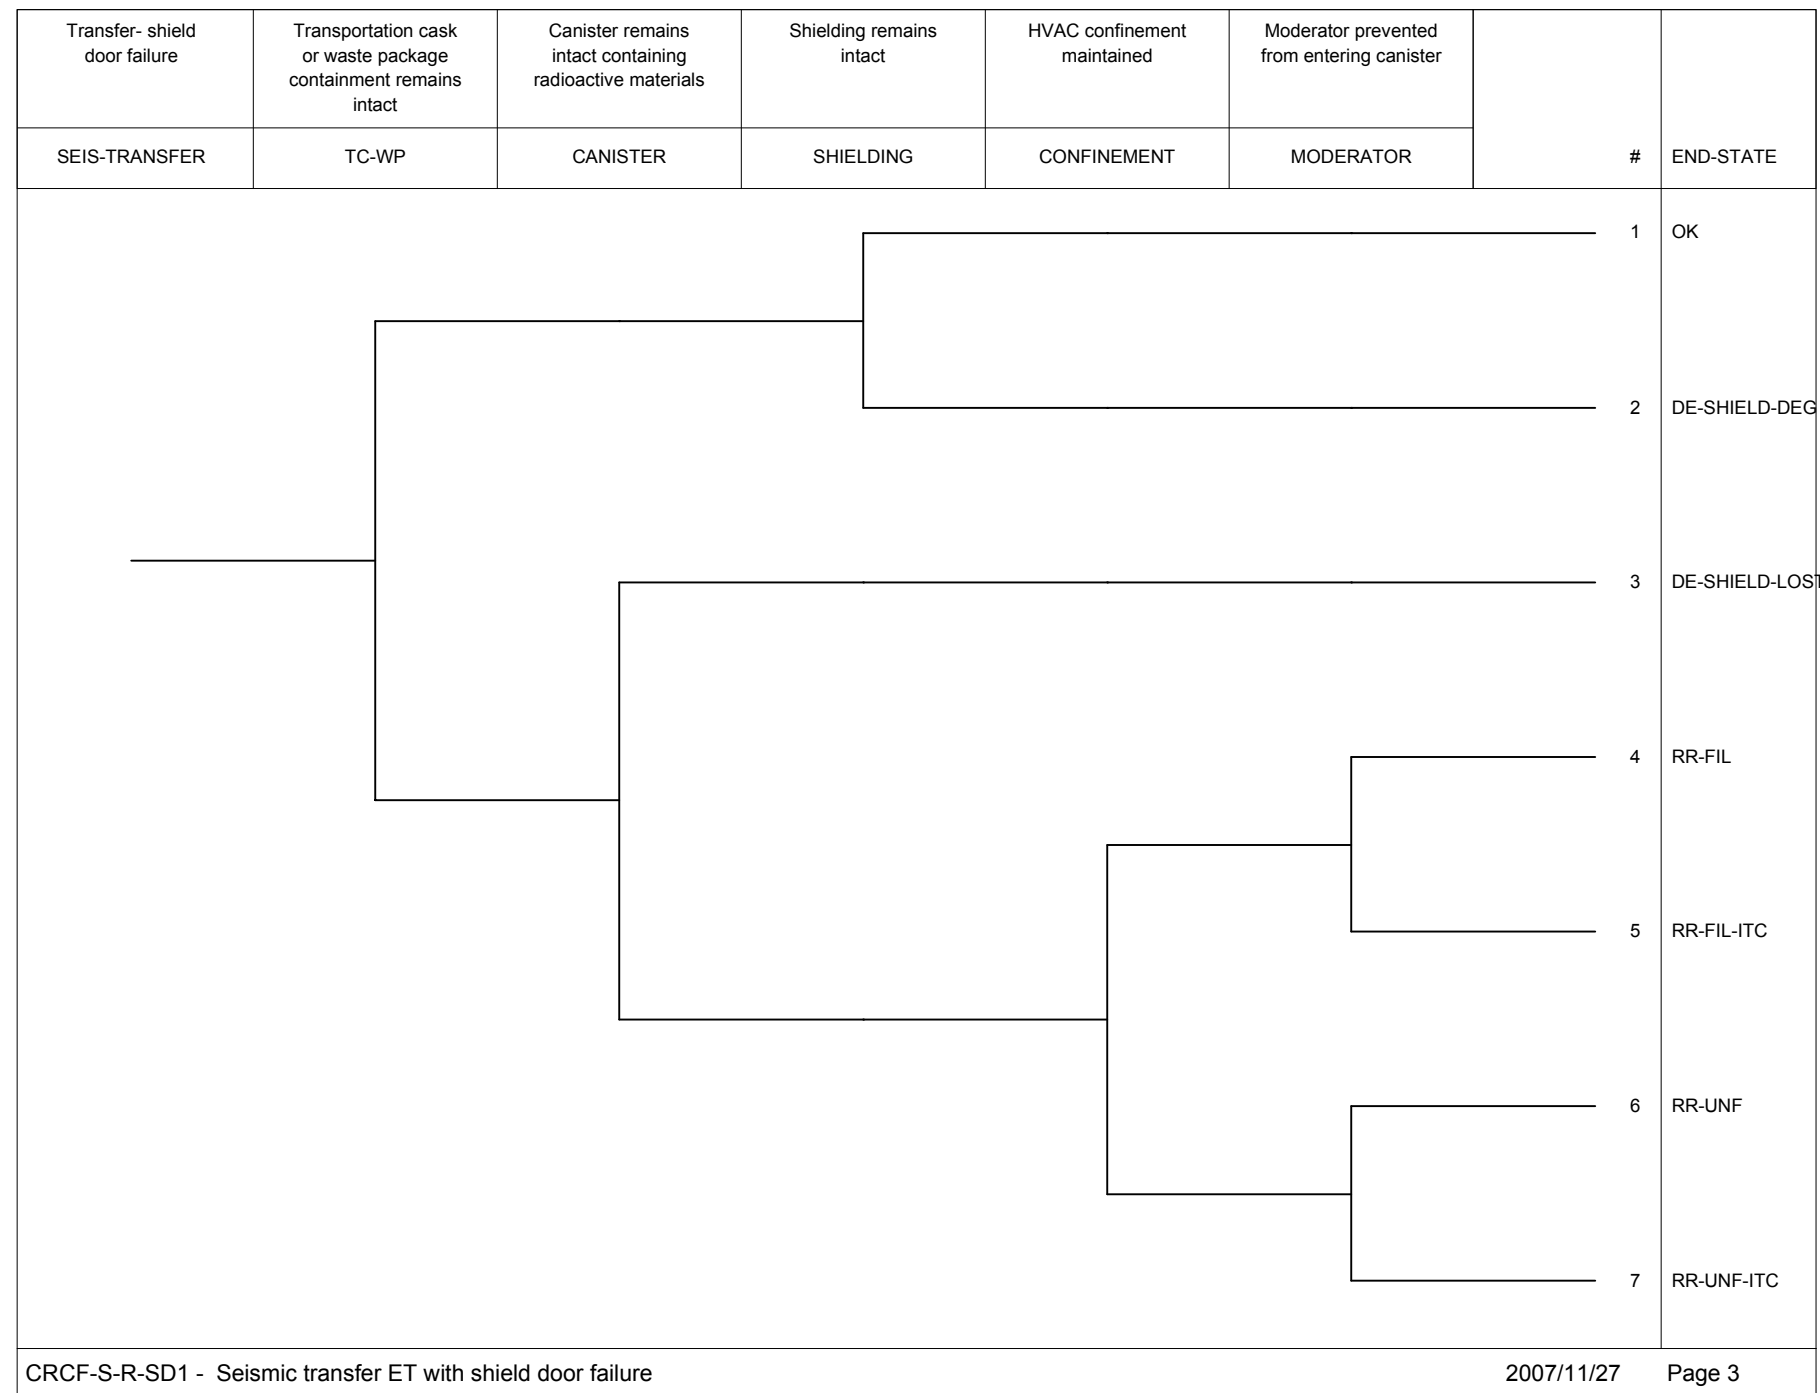 Transfer- shield
door failure
Transportation cask
or waste package
containment remains
intact
Canister remains
intact containing
radioactive materials
Shielding remains
intact
HVAC confinement
maintained
Moderator prevented
from entering canister
SEIS-TRANSFER
TC-WP
CANISTER
SHIELDING
CONFINEMENT
MODERATOR
#
END-STATE
1 OK
2 DE-SHIELD-DEG
3 DE-SHIELD-LOST
4 RR-FIL
5 RR-FIL-ITC
6 RR-UNF
7 RR-UNF-ITC
CRCF-S-R-SD1 - Seismic transfer ET with shield door failure 2007/11/27 Page 3